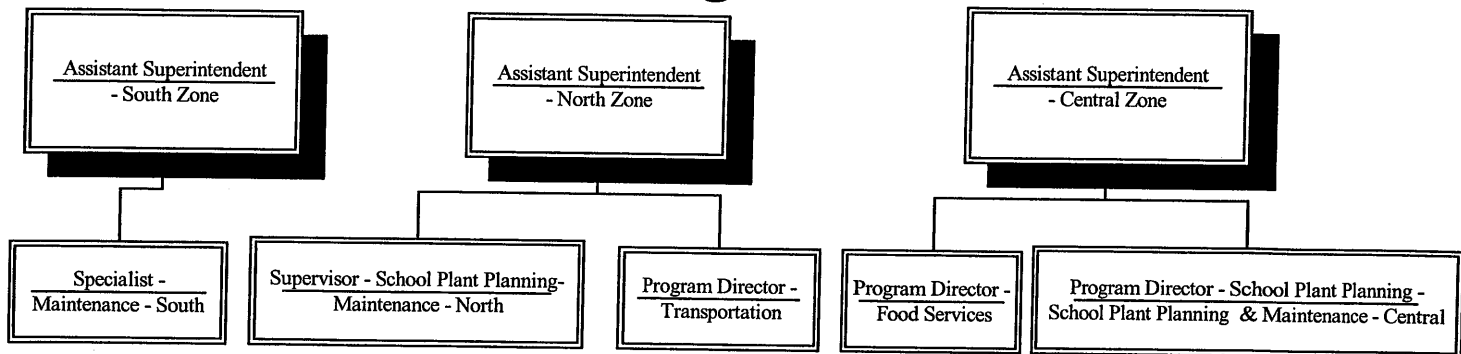 Assistant Superintendent
- South Zone
Assistant Superintendent
- North Zone
Assistant Superintendent
- Central Zone
Specialist -
Maintenance - South
Supervisor - School Plant Planning-
Maintenance - North
Program Director -
Transportation
Program Director -
Food Services
Program Director - School Plant Planning -
School Plant Planning & Maintenance - Central